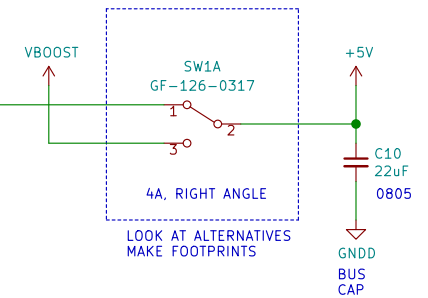 VBOOST
SW1A
GF-126-0317
+5V
1
2
3
C10
22uF
0805
4A, RIGHT ANGLE
LOOK AT ALTERNATIVES
MAKE FOOTPRINTS
GNDD
BUS
CAP